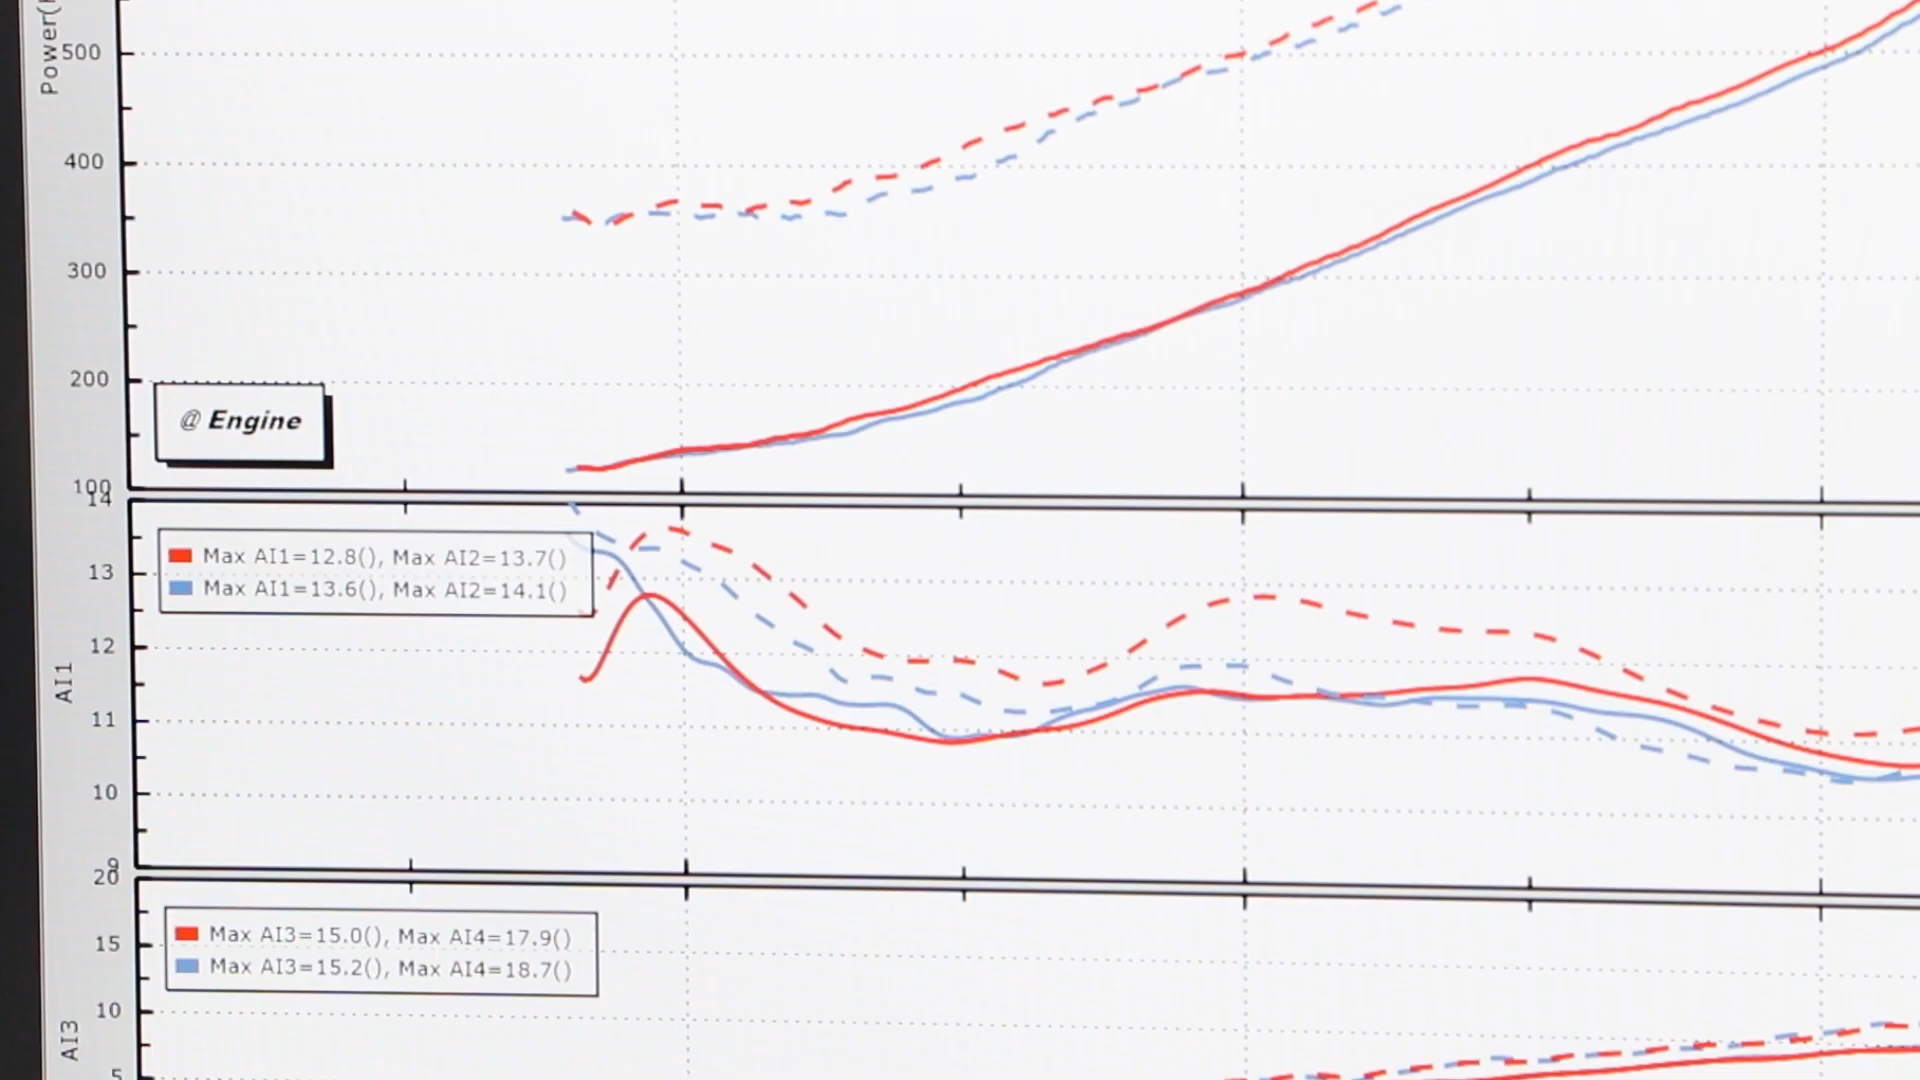 Power(
500
400
300
200
100
@ Engine
14
13
12
11
10
9
AI1
Max AI1=12.8(), Max AI2=13.7()
Max AI1=13.6(), Max AI2=14.1()
20
15
10
5
AI3
Max AI3=15.0(), Max AI4=17.9()
Max AI3=15.2(), Max AI4=18.7()